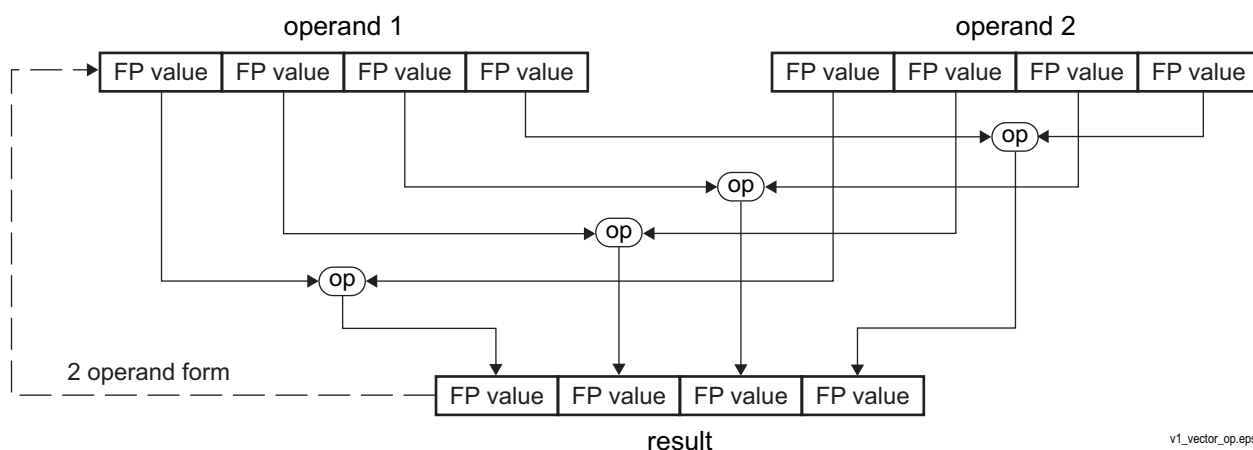 operand 1
operand 2
FP value FP value FP value FP value
FP value FP value FP value FP value
op
op
op
op
2 operand form
FP value FP value FP value FP value
result
v1_vector_op.eps